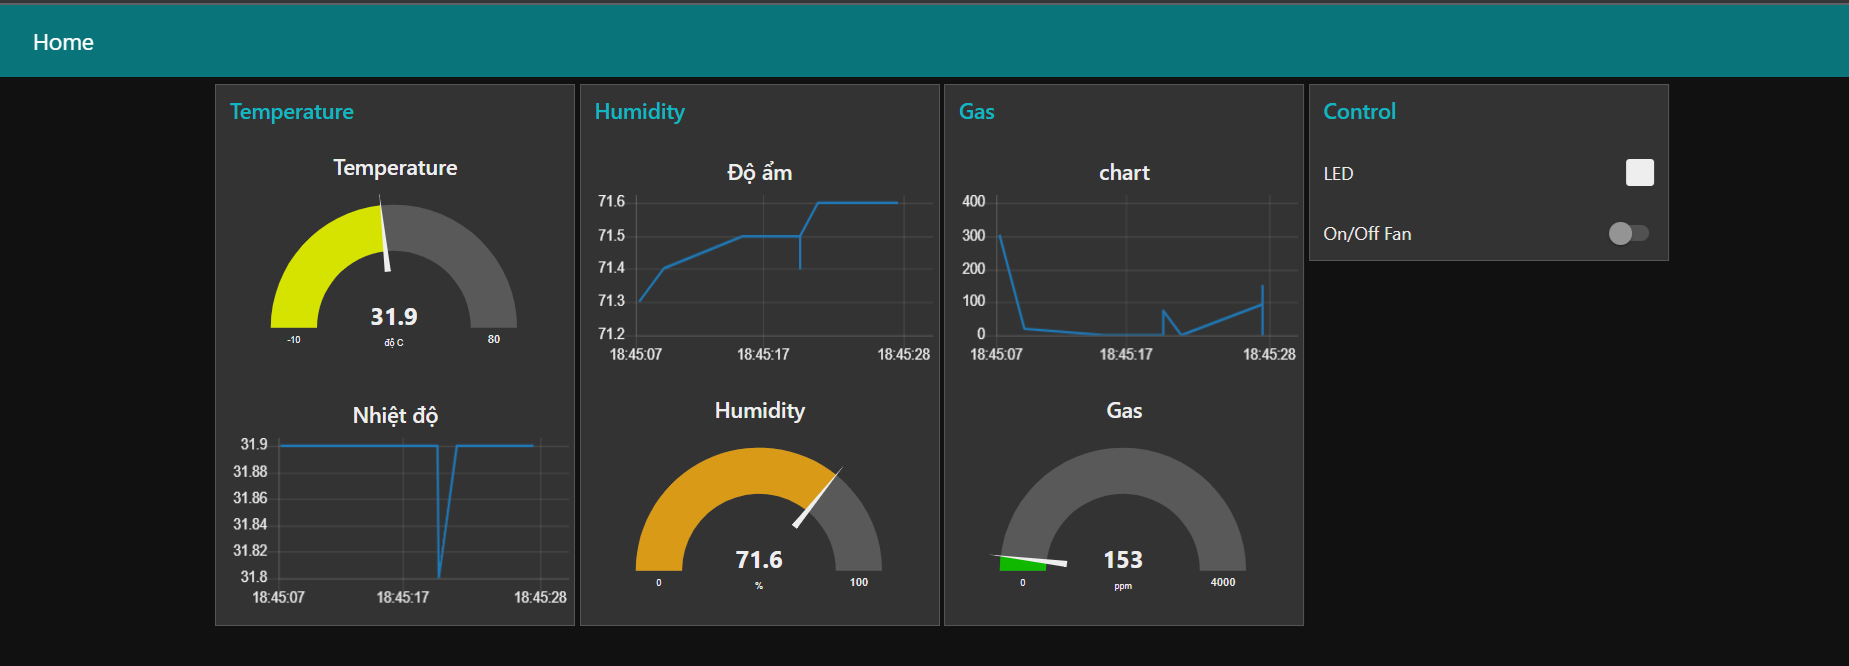 Home
Temperature
Temperature
31.9
-10
độ C
80
Nhiệt độ
31.9
31.88
31.86
31.84
31.82
31.8
18:45:07
18:45:17
18:45:28
Humidity
Độ ẩm
71.6
71.5
71.4
71.3
71.2
18:45:07
18:45:17
18:45:28
Humidity
71.6
0
%
100
Gas
chart
400
300
200
100
0
18:45:07
18:45:17
18:45:28
Gas
153
0
ppm
4000
Control
LED
On/Off Fan